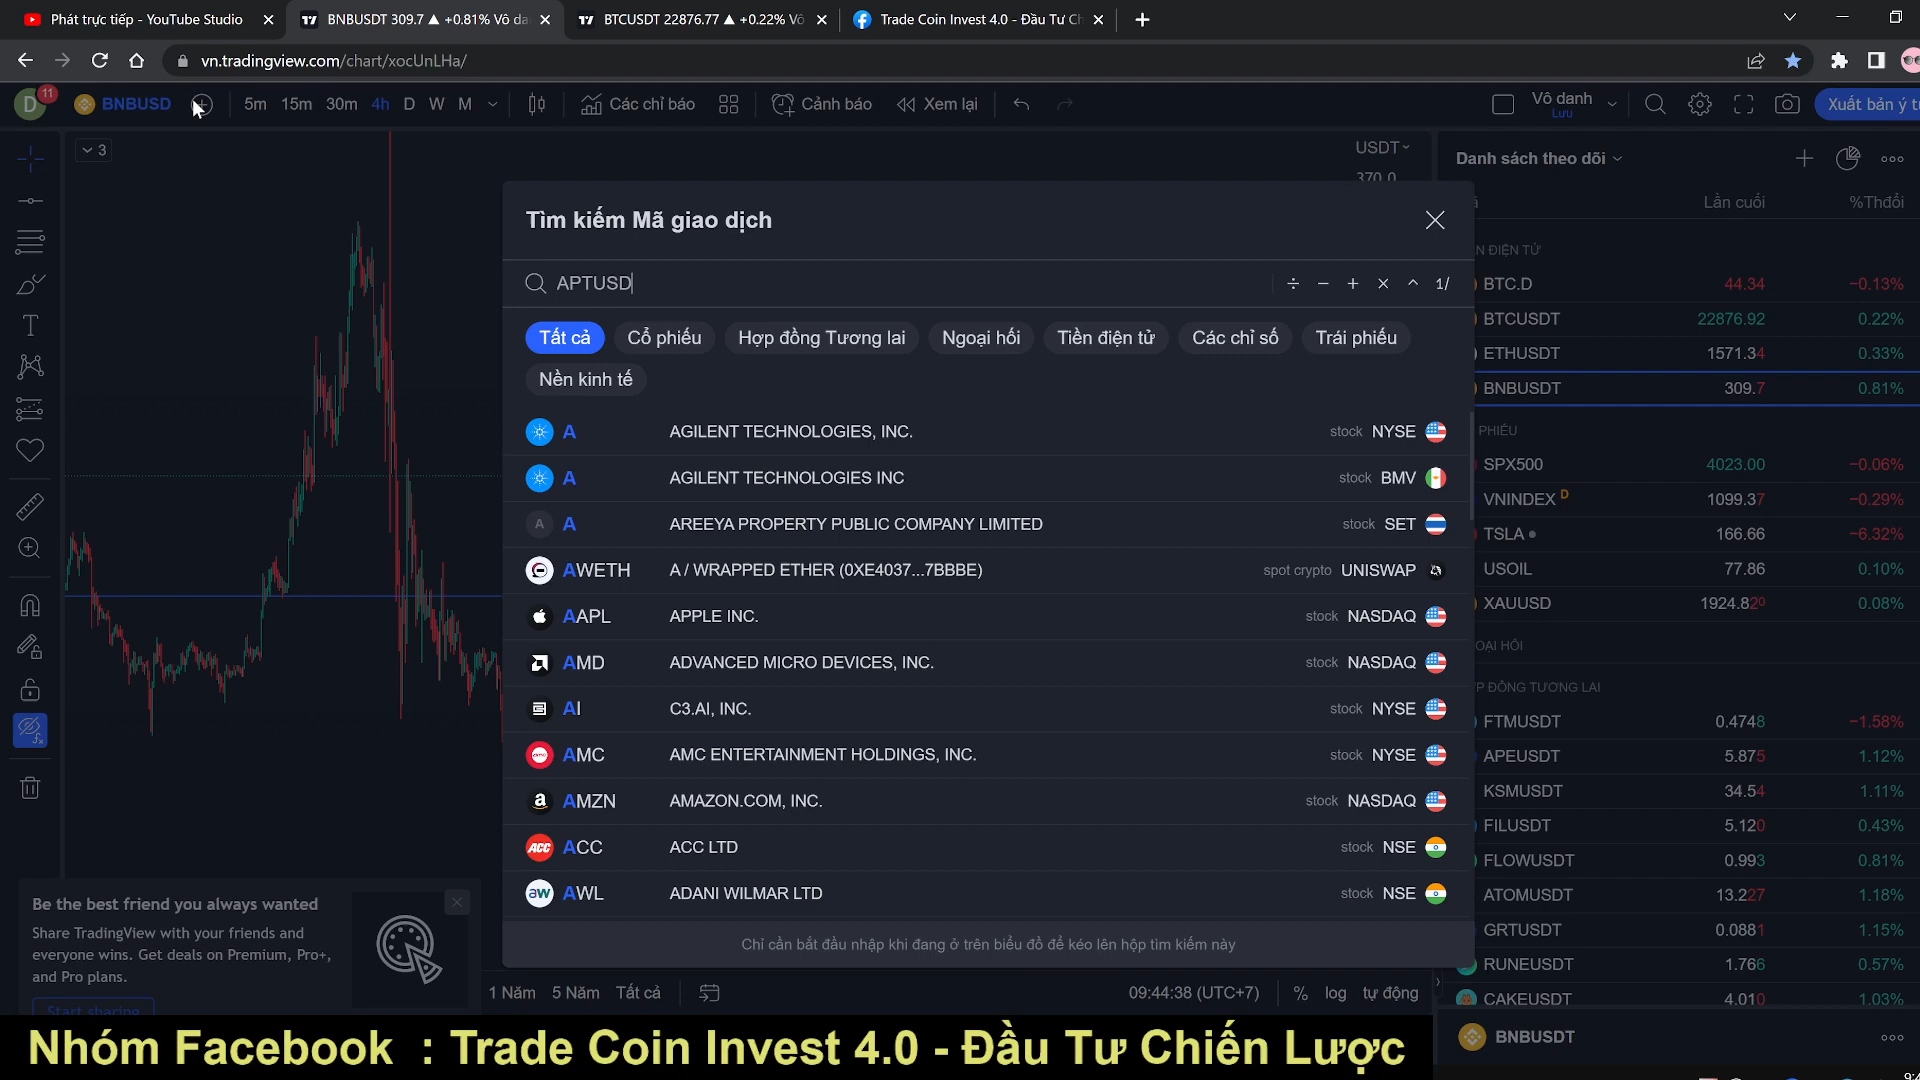 Phát trực tiếp - YouTube Studio
BNBUSDT 309.7 ▲ +0.81% Vô da
BTCUSDT 22876.77 ▲ +0.22% Vô
Trade Coin Invest 4.0 - Đầu Tư Ch
vn.tradingview.com/chart/xocUnLHa/
D 11 BNBUSD 5m 15m 30m 4h D W M Các chỉ báo Cảnh báo Xem lại Vô danh Lưu Xuất bản ý t
3
USDT
370.0
Danh sách theo dõi
Lần cuối %Thđổi
Tìm kiếm Mã giao dịch
APTUSD
÷ − + × ^ 1/
Tất cả Cổ phiếu Hợp đồng Tương lai Ngoại hối Tiền điện tử Các chỉ số Trái phiếu
Nền kinh tế
A AGILENT TECHNOLOGIES, INC. stock NYSE
A AGILENT TECHNOLOGIES INC stock BMV
A A AREEYA PROPERTY PUBLIC COMPANY LIMITED stock SET
AWETH A / WRAPPED ETHER (0XE4037...7BBBE) spot crypto UNISWAP
AAPL APPLE INC. stock NASDAQ
AMD ADVANCED MICRO DEVICES, INC. stock NASDAQ
AI C3.AI, INC. stock NYSE
AMC AMC ENTERTAINMENT HOLDINGS, INC. stock NYSE
AMZN AMAZON.COM, INC. stock NASDAQ
ACC ACC ACC LTD stock NSE
aw AWL ADANI WILMAR LTD stock NSE
Chỉ cần bắt đầu nhập khi đang ở trên biểu đồ để kéo lên hộp tìm kiếm này
N ĐIỆN TỬ
BTC.D 44.34 −0.13%
BTCUSDT 22876.92 0.22%
ETHUSDT 1571.34 0.33%
BNBUSDT 309.7 0.81%
PHIẾU
SPX500 4023.00 −0.06%
VNINDEX D 1099.37 −0.29%
TSLA 166.66 −6.32%
USOIL 77.86 0.10%
XAUUSD 1924.820 0.08%
OẠI HỐI
P ĐỒNG TƯƠNG LAI
FTMUSDT 0.4748 −1.58%
APEUSDT 5.875 1.12%
KSMUSDT 34.54 1.11%
FILUSDT 5.120 0.43%
FLOWUSDT 0.993 0.81%
ATOMUSDT 13.227 1.18%
GRTUSDT 0.0881 1.15%
RUNEUSDT 1.766 0.57%
CAKEUSDT 4.010 1.03%
BNBUSDT
Be the best friend you always wanted
Share TradingView with your friends and
everyone wins. Get deals on Premium, Pro+,
and Pro plans.
Start sharing
1 Năm 5 Năm Tất cả 09:44:38 (UTC+7) % log tự động
Nhóm Facebook : Trade Coin Invest 4.0 - Đầu Tư Chiến Lược